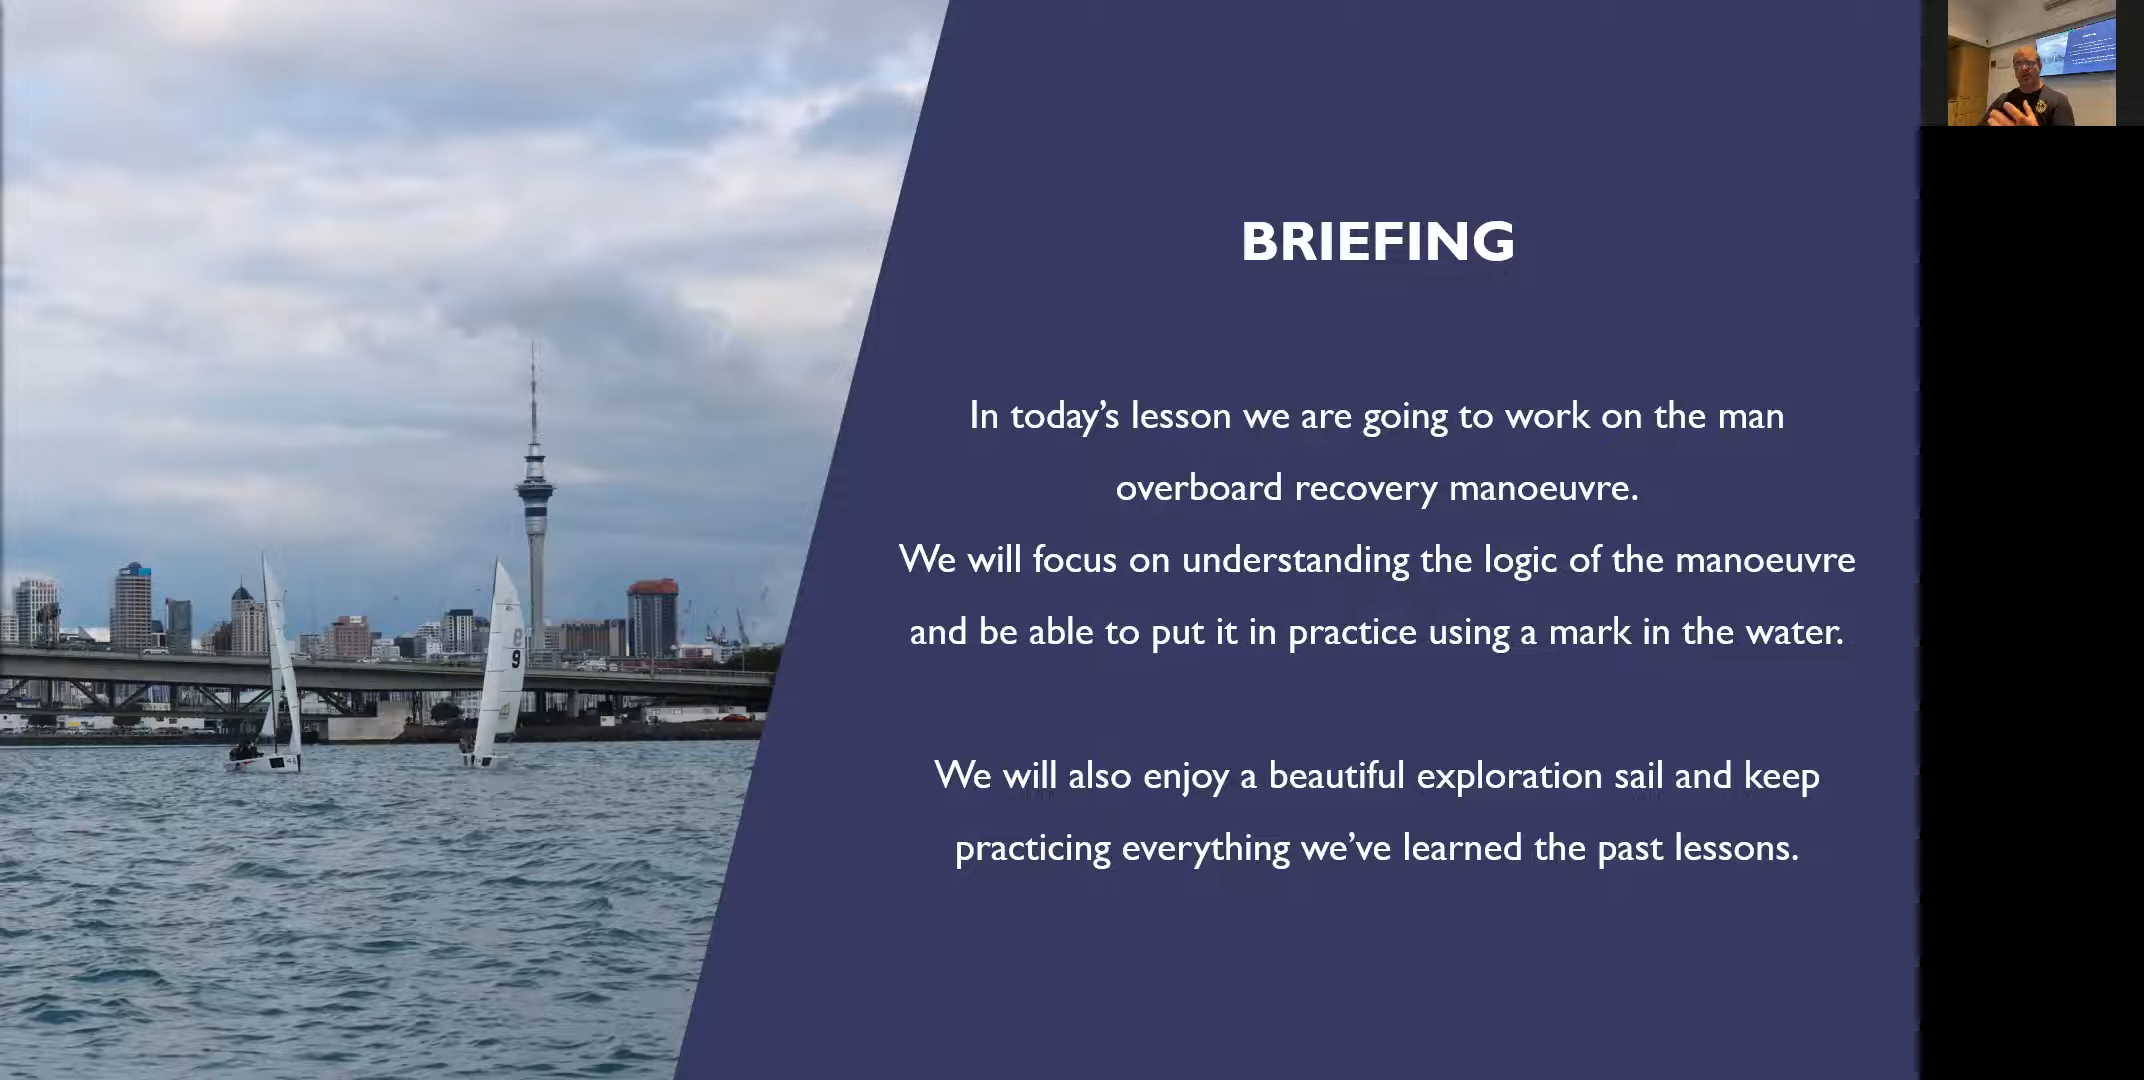 BRIEFING
In today’s lesson we are going to work on the man
overboard recovery manoeuvre.
We will focus on understanding the logic of the manoeuvre
and be able to put it in practice using a mark in the water.
We will also enjoy a beautiful exploration sail and keep
practicing everything we’ve learned the past lessons.
9